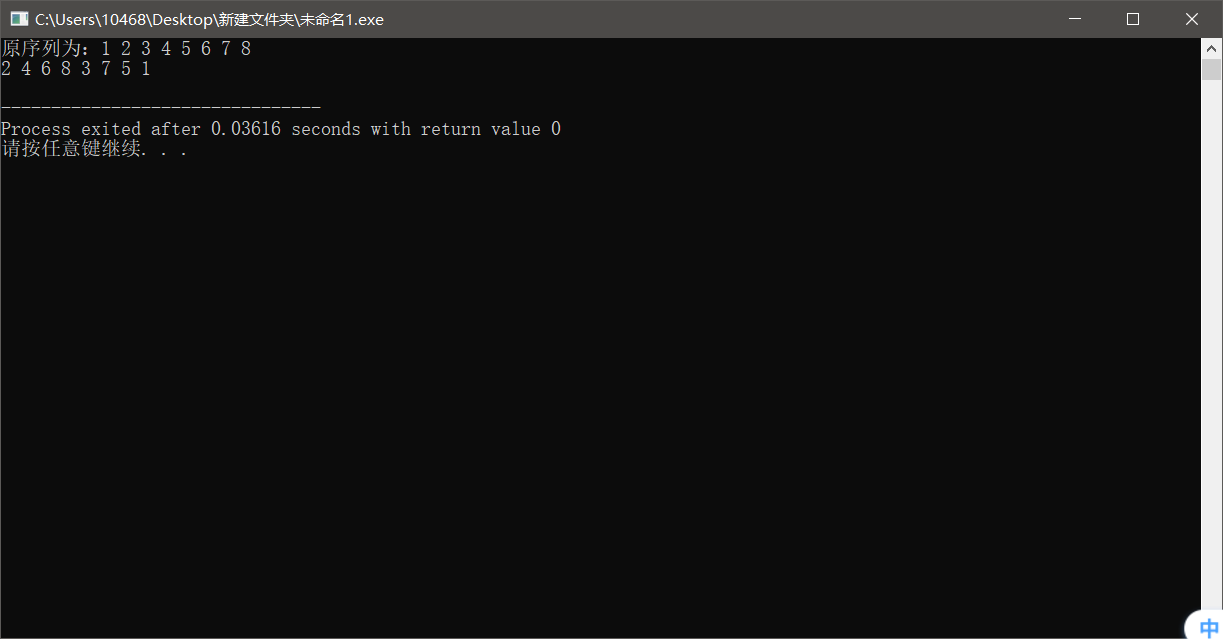 C:\Users\10468\Desktop\新建文件夹\未命名1.exe
原序列为：1 2 3 4 5 6 7 8
2 4 6 8 3 7 5 1
--------------------------------
Process exited after 0.03616 seconds with return value 0
请按任意键继续. . .
中